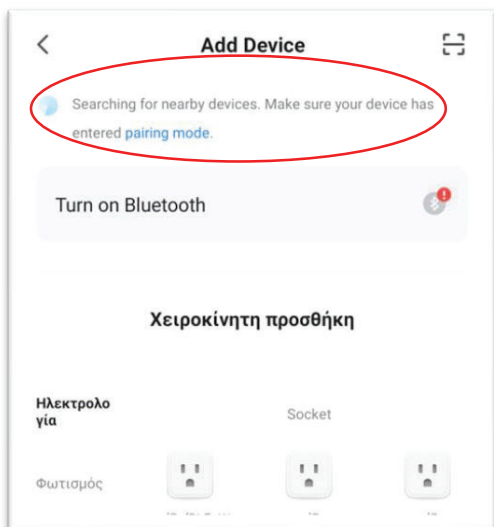 Add Device
Searching for nearby devices. Make sure your device has
entered pairing mode.
Turn on Bluetooth
Χειροκίνητη προσθήκη
Ηλεκτρολο
γία
Socket
Φωτισμός